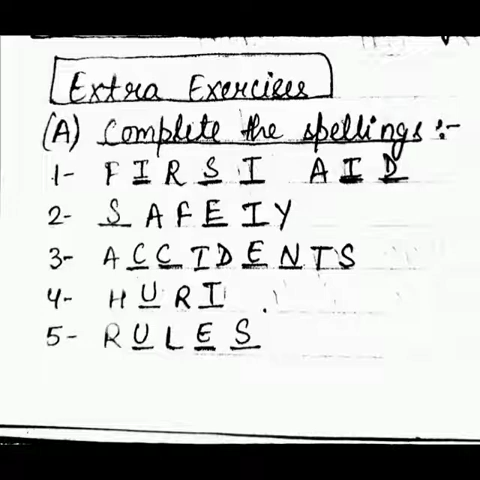 Extra Exercises
(A) Complete the spellings :-
1- FIRST AID
2- SAFETY
3- ACCIDENTS
4- HURT
5- RULES